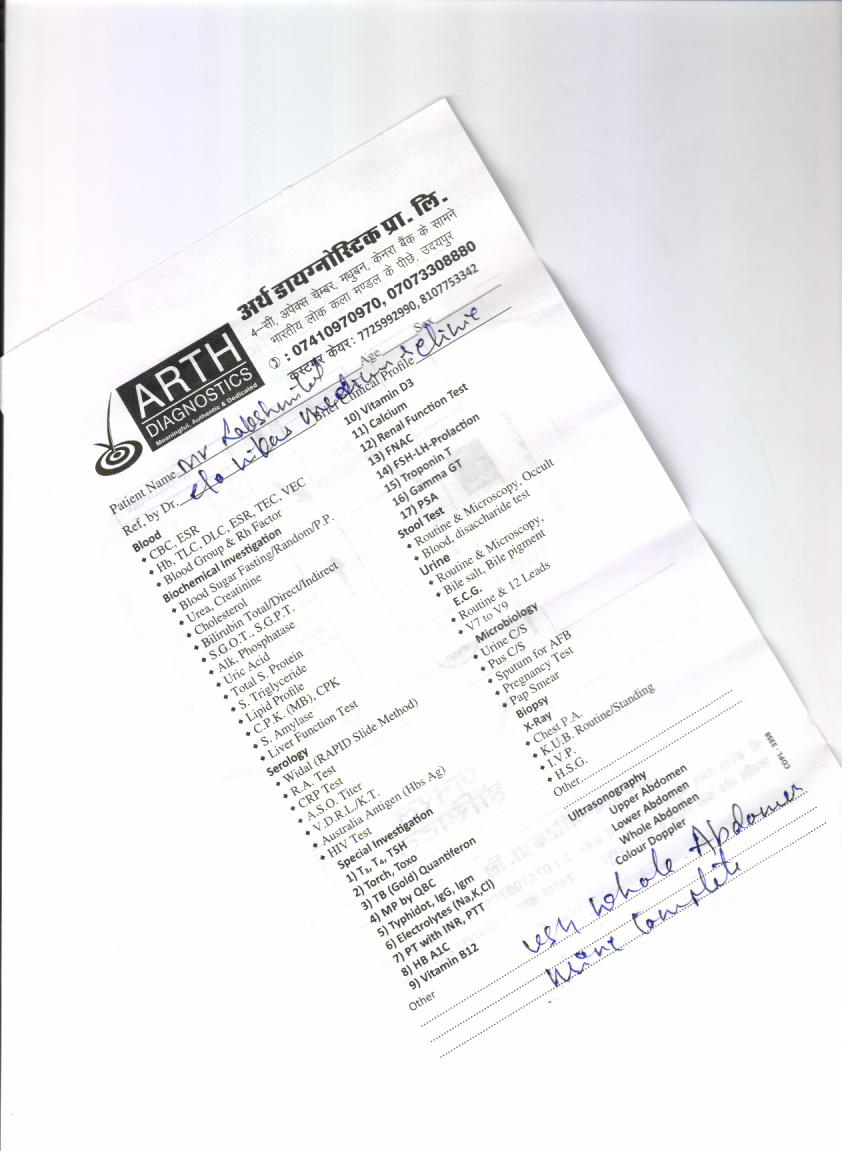 अर्थ डायग्नोस्टिक प्रा. लि.
4-सी, अपेक्स चेम्बर, मधुबन, केनरा बैंक के सामने
भारतीय लोक कला मण्डल के पीछे, उदयपुर
: 07410970970, 07073308880
कस्टमर केयर: 7725992990, 8107753342
ARTH
DIAGNOSTICS
Meaningful, Authentic & Dedicated
Patient Name Mr Age Sex
Ref, by Dr. Brief Clinical Profile
Blood
♦ CBC, ESR
♦ Hb, TLC, DLC, ESR, TEC, VEC
♦ Blood Group & Rh Factor
Biochemical Investigation
♦ Blood Sugar Fasting/Random/P.P.
♦ Urea, Creatinine
♦ Cholesterol
♦ Bilirubin Total/Direct/Indirect
♦ S.G.O.T., S.G.P.T.
♦ Alk. Phosphatase
♦ Uric Acid
♦ Total S. Protein
♦ S. Triglyceride
♦ Lipid Profile
♦ C.P.K. (MB), CPK
♦ S. Amylase
♦ Liver Function Test
Serology
♦ Widal (RAPID Slide Method)
♦ R.A. Test
♦ CRP Test
♦ A.S.O. Titer
♦ V.D.R.L./K.T.
♦ Australia Antigen (Hbs Ag)
♦ HIV Test
Special Investigation
1) T₃, T₄, TSH
2) Torch, Toxo
3) TB (Gold) Quantiferon
4) MP by QBC
5) Typhidot, IgG, Igm
6) Electrolytes (Na,K,Cl)
7) PT with INR, PTT
8) HB A1C
9) Vitamin B12
Other
10) Vitamin D3
11) Calcium
12) Renal Function Test
13) FNAC
14) FSH-LH-Prolaction
15) Troponin T
16) Gamma GT
17) PSA
Stool Test
♦ Routine & Microscopy, Occult
♦ Blood, disaccharide test
Urine
♦ Routine & Microscopy,
♦ Bile salt, Bile pigment
E.C.G.
♦ Routine & 12 Leads
♦ V7 to V9
Microbiology
♦ Urine C/S
♦ Pus C/S
♦ Sputum for AFB
♦ Pregnancy Test
♦ Pap Smear
Biopsy
X-Ray
♦ Chest P.A.
♦ K.U.B. Routine/Standing
♦ I.V.P.
♦ H.S.G.
Other
Ultrasonography
Upper Abdomen
Lower Abdomen
Whole Abdomen
Colour Doppler
COPL. 3358
whole Abdomen
complete